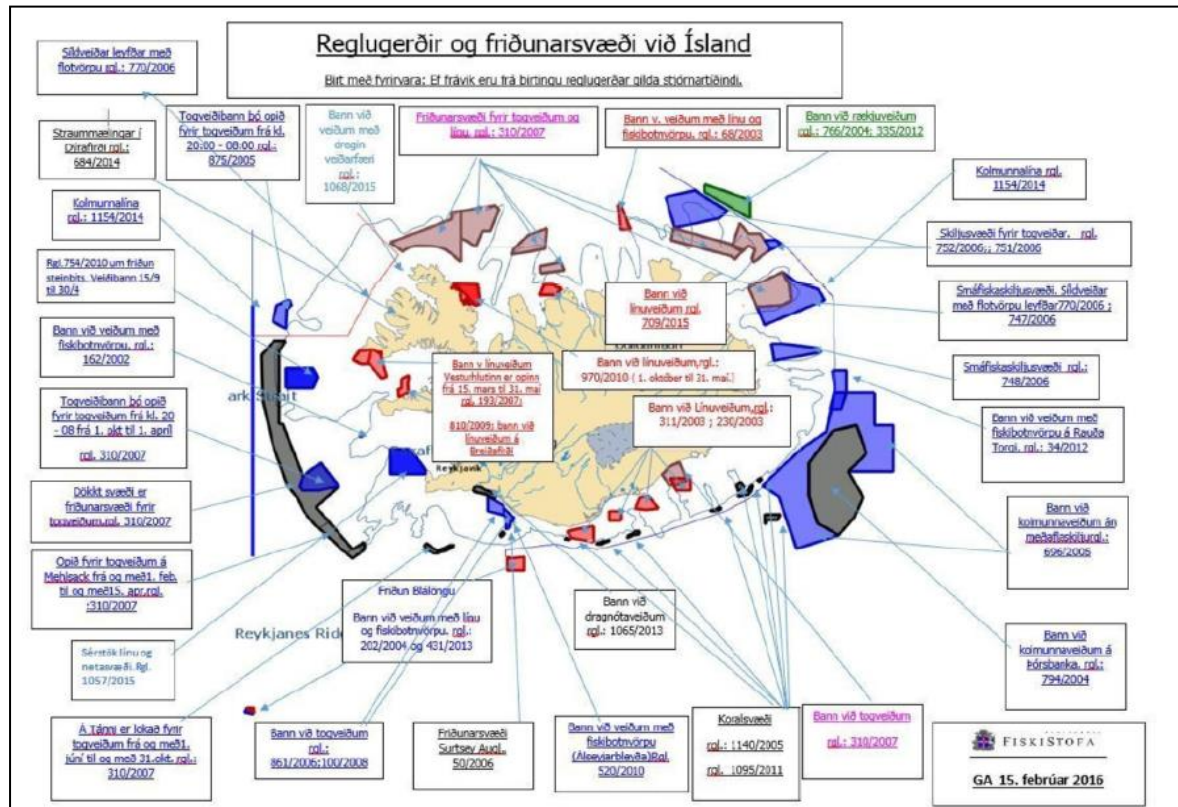 Reglugerðir og friðunarsvæði við Ísland
Birt með fyrirvara: Ef frávik eru frá birtingu reglugerðar gilda stjórnartíðindi.
Síldveiðar leyfðar með
flotvörpu rgl.: 770/2006
Straummælingar í
Dýrafirði rgl.:
684/2014
Kolmunnalína
rgl.: 1154/2014
Rgl.754/2010 um friðun
steinbíts. Veiðibann 15/9
til 30/4
Bann við veiðum með
fiskibotnvörpu. rgl.:
162/2002
Togveiðibann þó opið
fyrir togveiðum frá kl. 20
- 08 frá 1. okt til 1. apríl
rgl. 310/2007
Dökkt svæði er
friðunarsvæði fyrir
togveiðum.rgl. 310/2007
Opið fyrir togveiðum á
Mehlsack frá og með1. feb.
til og með15. apr.rgl.
:310/2007
Sérstök línu og
netasvæði.Rgl.
1057/2015
Á Tánni er lokað fyrir
togveiðum frá og með1.
júní til og með 31.okt. rgl.:
310/2007
Togveiðibann þó opið
fyrir togveiðum frá kl.
20:00 - 08:00 rgl.:
875/2005
Bann við
veiðum með
dregin
veiðarfæri
rgl.:
1068/2015
Friðunarsvæði fyrir togveiðum og
línu. rgl.: 310/2007
Bann v. veiðum með línu og
fiskibotnvörpu. rgl.: 68/2003
Bann við rækjuveiðum
rgl.: 766/2004; 335/2012
Kolmunnalína rgl.
1154/2014
Skiljusvæði fyrir togveiðar. rgl.
752/2006;; 751/2006
Smáfiskaskiljusvæði. Síldveiðar
með flotvörpu leyfðar770/2006 ;
747/2006
Smáfiskaskiljusvæði rgl.:
748/2006
Bann við veiðum með
fiskibotnvörpu á Rauða
Torgi. rgl.: 34/2012
Bann við
kolmunnaveiðum án
meðaflaskiljurgl.:
696/2005
Bann við
kolmunnaveiðum á
Þórsbanka. rgl.:
794/2004
Bann við
línuveiðum rgl.
709/2015
Bann v línuveiðum
Vesturhlutinn er opinn
frá 15. mars til 31. maí
rgl. 193/2007;
810/2009; bann við
línuveiðum á
Breiðafirði
Bann við línuveiðum,rgl.:
970/2010 ( 1. október til 31. maí.)
Bann við Línuveiðum,rgl.:
311/2003 ; 230/2003
ark Strait
Reykjavik
Reykjanes Rid
Friðun Blálöngu
Bann við veiðum með línu
og fiskibotnvörpu. rgl.:
202/2004 og 431/2013
Bann við
dragnótaveiðum
rgl.: 1065/2013
Bann við togveiðum
rgl.:
861/2006;100/2008
Friðunarsvæði
Surtsey Augl.
50/2006
Bann við veiðum með
fiskibotnvörpu
Rgl.
520/2010
Koralsvæði
rgl.: 1140/2005
rgl. 1095/2011
Bann við togveiðum
rgl.: 310/2007
FISKISTOFA
GA 15. febrúar 2016